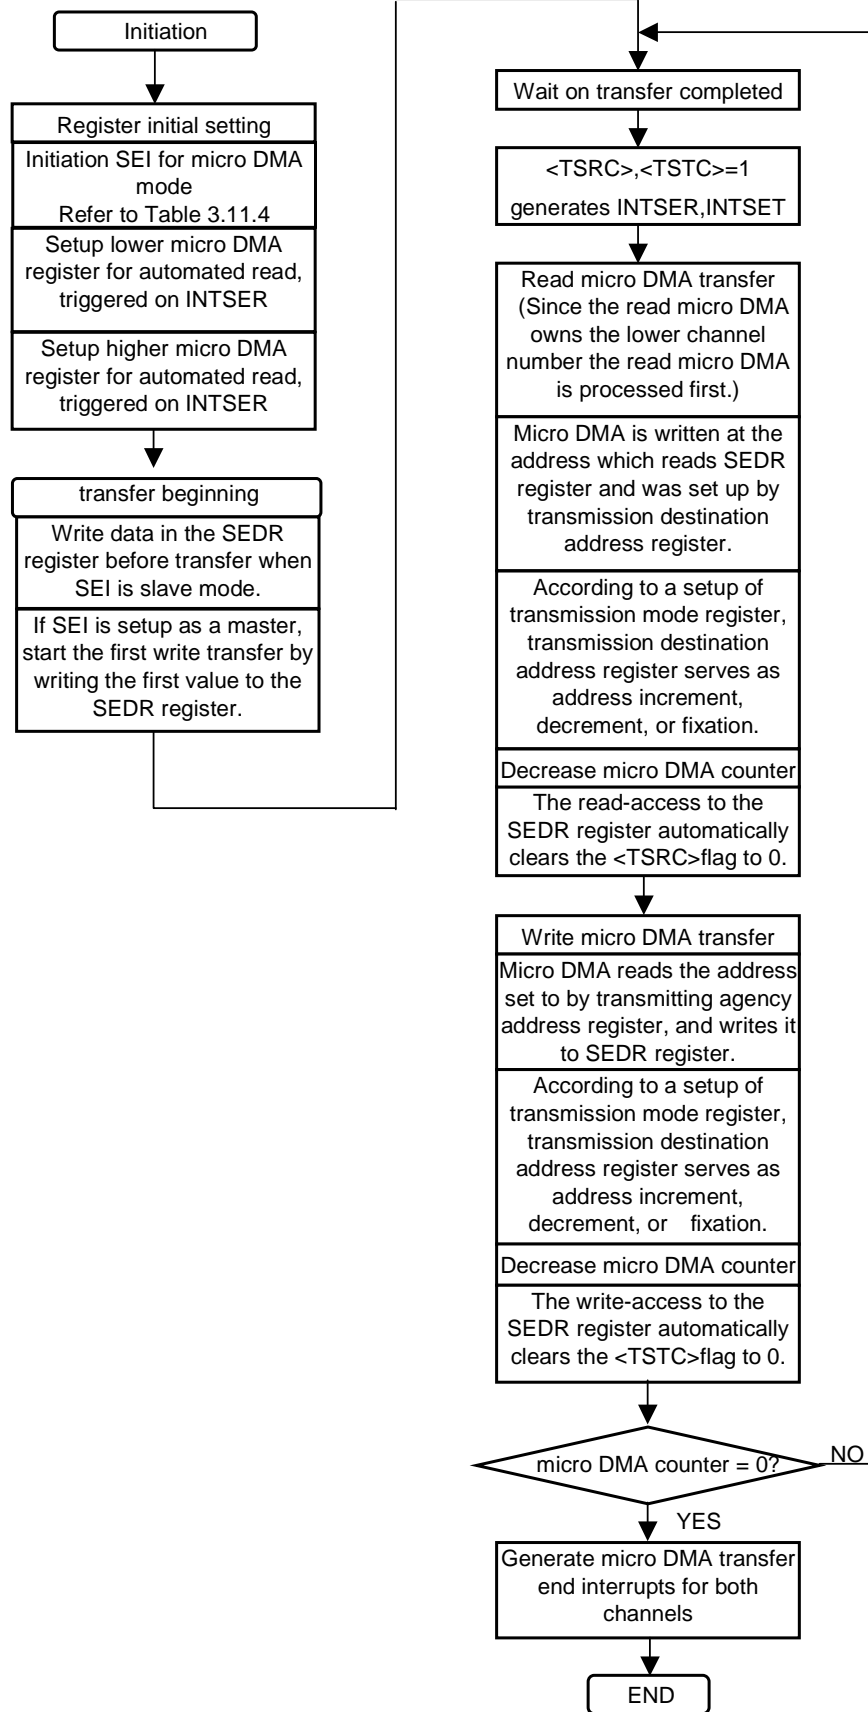 Initiation
Register initial setting
Initiation SEI for micro DMA
mode
Refer to Table 3.11.4
Setup lower micro DMA
register for automated read,
triggered on INTSER
Setup higher micro DMA
register for automated read,
triggered on INTSER
transfer beginning
Write data in the SEDR
register before transfer when
SEI is slave mode.
If SEI is setup as a master,
start the first write transfer by
writing the first value to the
SEDR register.
Wait on transfer completed
<TSRC>,<TSTC>=1
generates INTSER,INTSET
Read micro DMA transfer
(Since the read micro DMA
owns the lower channel
number the read micro DMA
is processed first.)
Micro DMA is written at the
address which reads SEDR
register and was set up by
transmission destination
address register.
According to a setup of
transmission mode register,
transmission destination
address register serves as
address increment,
decrement, or fixation.
Decrease micro DMA counter
The read-access to the
SEDR register automatically
clears the <TSRC>flag to 0.
Write micro DMA transfer
Micro DMA reads the address
set to by transmitting agency
address register, and writes it
to SEDR register.
According to a setup of
transmission mode register,
transmission destination
address register serves as
address increment,
decrement, or fixation.
Decrease micro DMA counter
The write-access to the
SEDR register automatically
clears the <TSTC>flag to 0.
micro DMA counter = 0?
NO
YES
Generate micro DMA transfer
end interrupts for both
channels
END